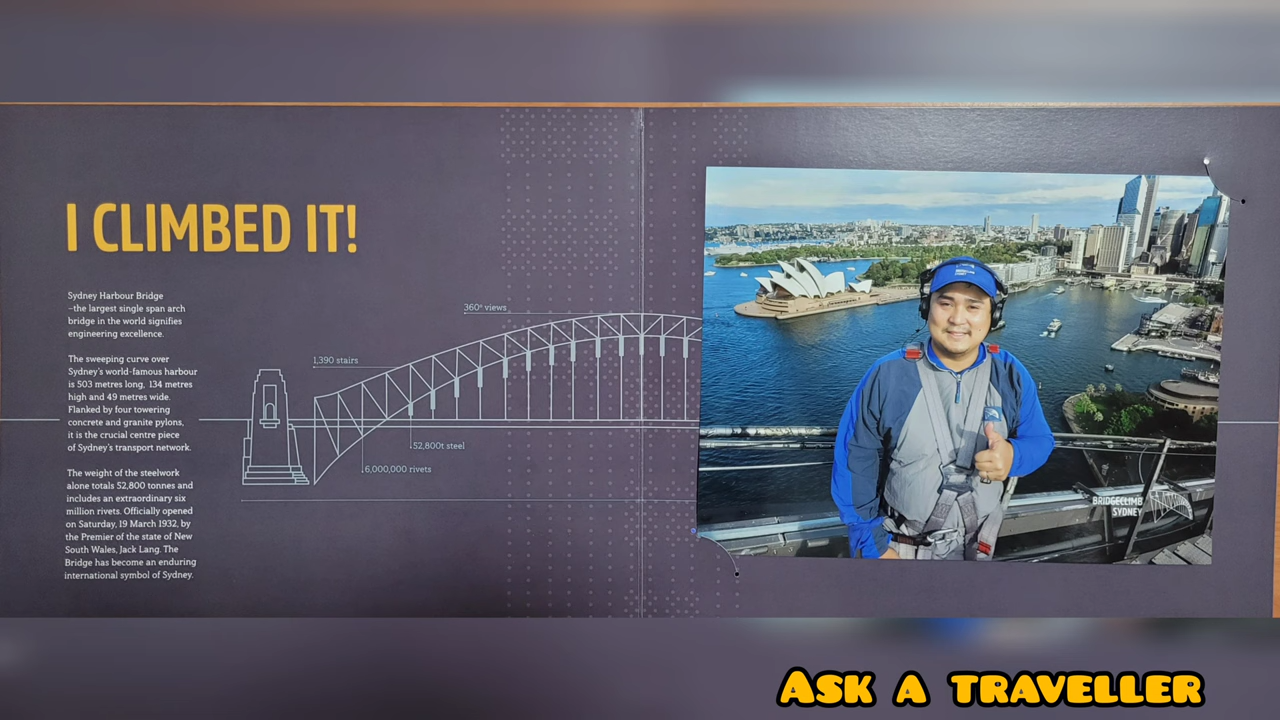 I CLIMBED IT!
Sydney Harbour Bridge
–the largest single span arch
bridge in the world signifies
engineering excellence.
The sweeping curve over
Sydney's world-famous harbour
is 503 metres long, 134 metres
high and 49 metres wide.
Flanked by four towering
concrete and granite pylons,
it is the crucial centre piece
of Sydney's transport network.
The weight of the steelwork
alone totals 52,800 tonnes and
includes an extraordinary six
million rivets. Officially opened
on Saturday, 19 March 1932, by
the Premier of the state of New
South Wales, Jack Lang. The
Bridge has become an enduring
international symbol of Sydney.
360° views
1,390 stairs
52,800t steel
6,000,000 rivets
BRIDGECLIMB
SYDNEY
BRIDGECLIMB
SYDNEY
ASK A TRAVELLER